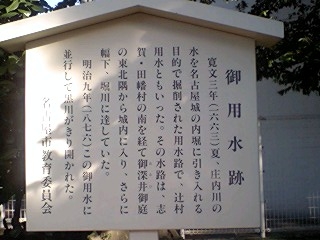 御用水跡
寛文三年(一六六三)夏、庄内川の
水を名古屋城の内堀に引き入れる
目的で掘削された用水路で、辻村
用水ともいった。その水路は、志
賀・田幡村の南を経て御深井御庭
の東北隅から城内に入り、さらに
幅下、堀川に達していた。
明治九年(一八七六)この御用水に
並行して黒川がきり開かれた。
名古屋市教育委員会